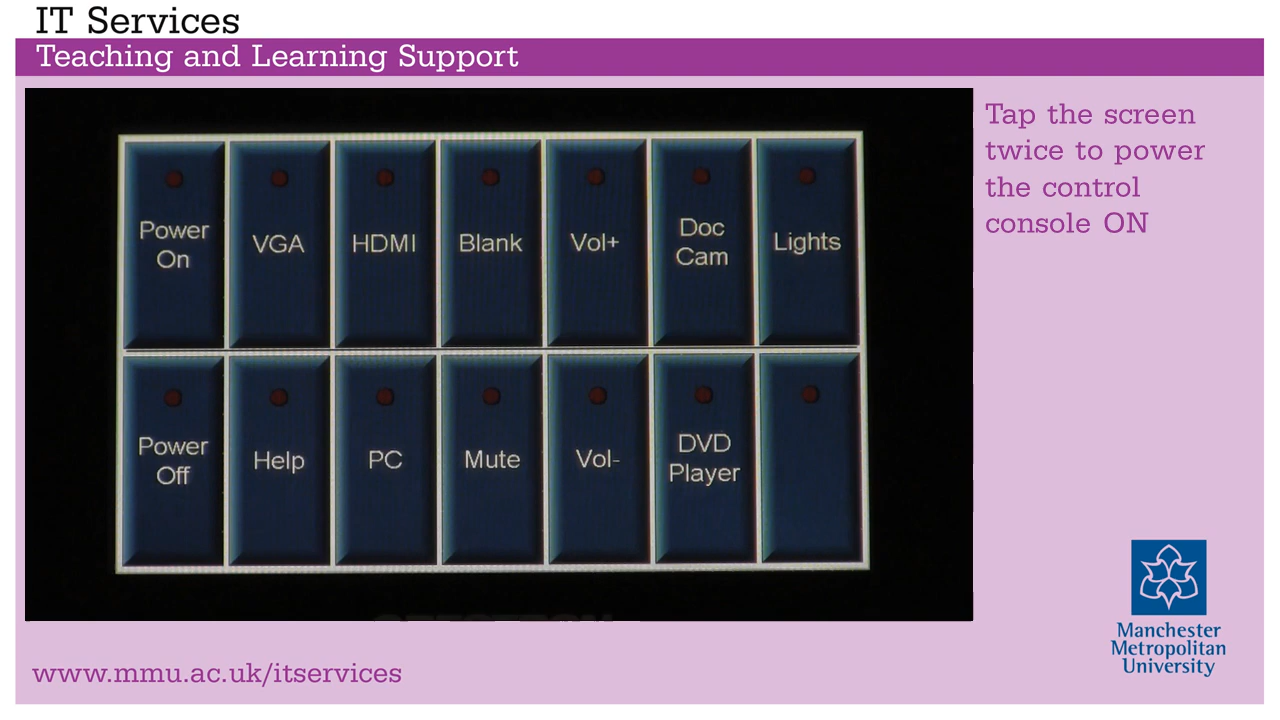 IT Services
Teaching and Learning Support
Tap the screen
twice to power
the control
console ON
Power
On
VGA
HDMI
Blank
Vol+
Doc
Cam
Lights
Power
Off
Help
PC
Mute
Vol-
DVD
Player
Manchester
Metropolitan
University
www.mmu.ac.uk/itservices